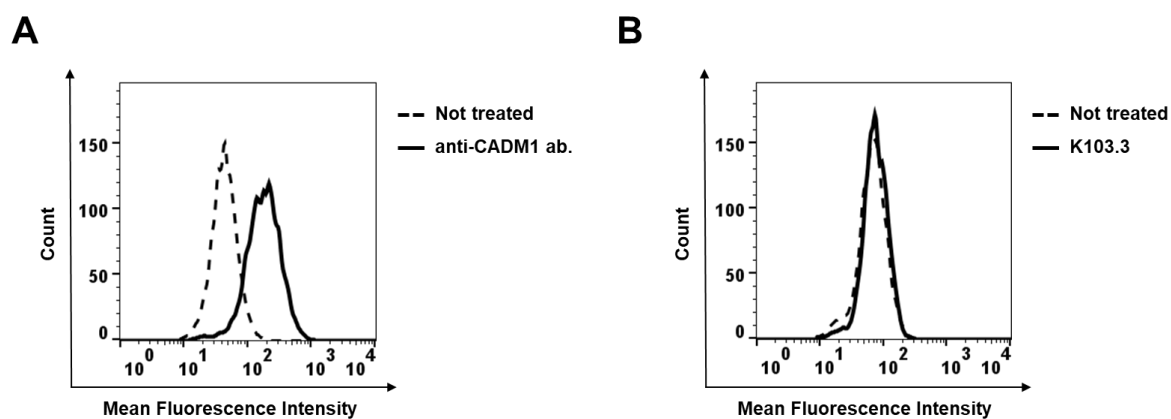 A
B
Not treated
anti-CADM1 ab.
Not treated
K103.3
150
100
50
0
Count
10^0 10^1 10^2 10^3 10^4
Mean Fluorescence Intensity
150
100
50
0
Count
10^0 10^1 10^2 10^3 10^4
Mean Fluorescence Intensity